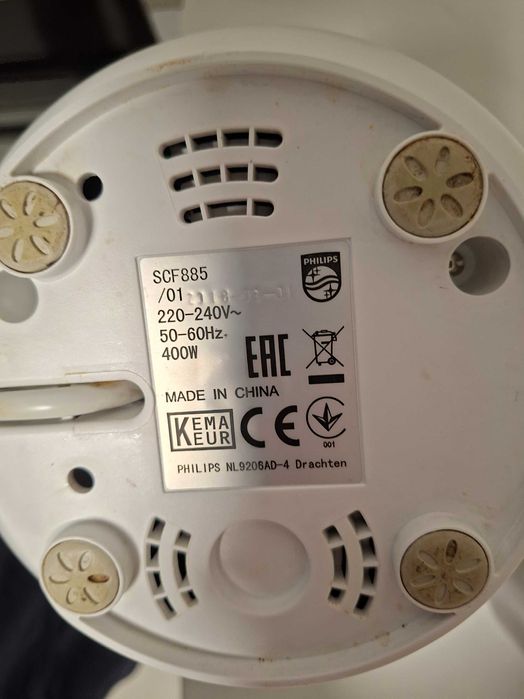 SCF885
PHILIPS
/01
220-240V~
50-60Hz
400W
EAC
MADE IN CHINA
KEMA
KEUR
CE
001
PHILIPS NL9206AD-4 Drachten